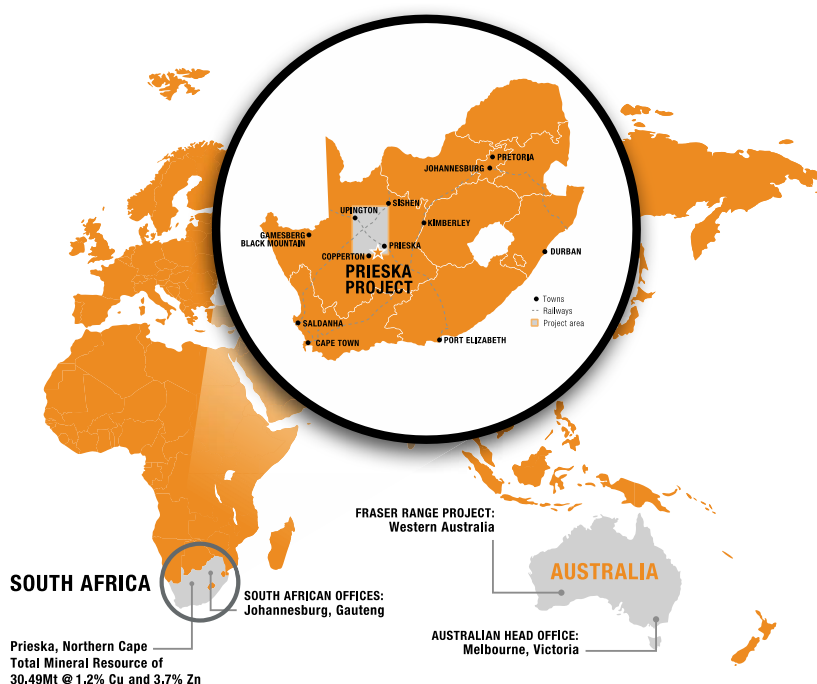 PRETORIA
JOHANNESBURG
SISHEN
UPINGTON
KIMBERLEY
GAMESBERG
BLACK MOUNTAIN
PRIESKA
COPPERTON
DURBAN
PRIESKA
PROJECT
Towns
Railways
Project area
SALDANHA
CAPE TOWN
PORT ELIZABETH
FRASER RANGE PROJECT:
Western Australia
AUSTRALIA
SOUTH AFRICA
SOUTH AFRICAN OFFICES:
Johannesburg, Gauteng
AUSTRALIAN HEAD OFFICE:
Melbourne, Victoria
Prieska, Northern Cape
Total Mineral Resource of
30.49Mt @ 1.2% Cu and 3.7% Zn